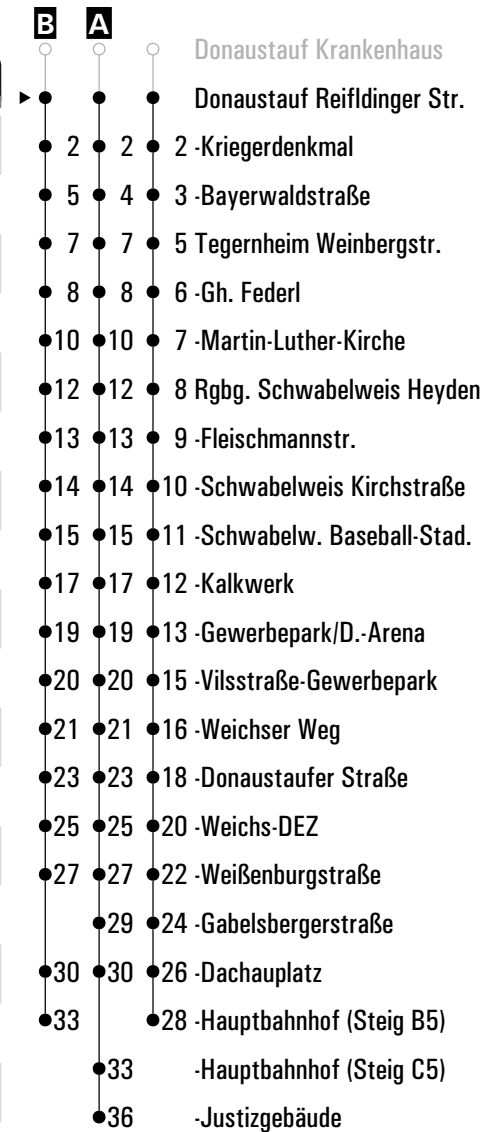 B A
Donaustauf Krankenhaus
Donaustauf Reifldinger Str.
2 2 2 -Kriegerdenkmal
5 4 3 -Bayerwaldstraße
7 7 5 Tegernheim Weinbergstr.
8 8 6 -Gh. Federl
10 10 7 -Martin-Luther-Kirche
12 12 8 Rgbg. Schwabelweis Heyden
13 13 9 -Fleischmannstr.
14 14 10 -Schwabelweis Kirchstraße
15 15 11 -Schwabelw. Baseball-Stad.
17 17 12 -Kalkwerk
19 19 13 -Gewerbepark/D.-Arena
20 20 15 -Vilsstraße-Gewerbepark
21 21 16 -Weichser Weg
23 23 18 -Donaustaufer Straße
25 25 20 -Weichs-DEZ
27 27 22 -Weißenburgstraße
29 24 -Gabelsbergerstraße
30 30 26 -Dachauplatz
33 28 -Hauptbahnhof (Steig B5)
33 -Hauptbahnhof (Steig C5)
36 -Justizgebäude